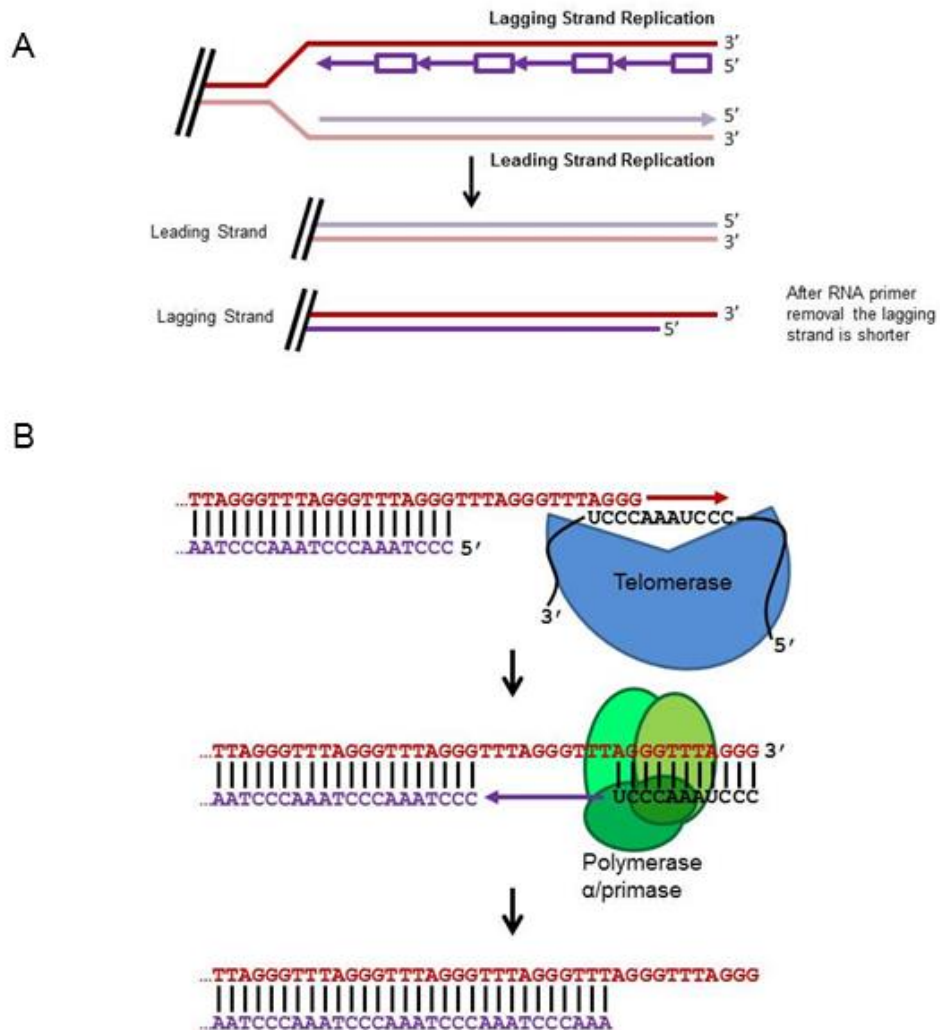 A
Lagging Strand Replication
3’
5’
5’
3’
Leading Strand Replication
Leading Strand
5’
3’
Lagging Strand
3’
5’
After RNA primer
removal the lagging
strand is shorter
B
…TTAGGGTTTAGGGTTTAGGGTTTAGGGTTTAGGG
UCCCAAAUCCC
…AATCCCAAATCCCAAATCCC 5’
Telomerase
3’
5’
…TTAGGGTTTAGGGTTTAGGGTTTAGGGTTTAGGGTTTAGGG 3’
…AATCCCAAATCCCAAATCCC UCCCAAAUCCC
Polymerase
α/primase
…TTAGGGTTTAGGGTTTAGGGTTTAGGGTTTAGGGTTTAGGG
…AATCCCAAATCCCAAATCCCAAATCCCAAA